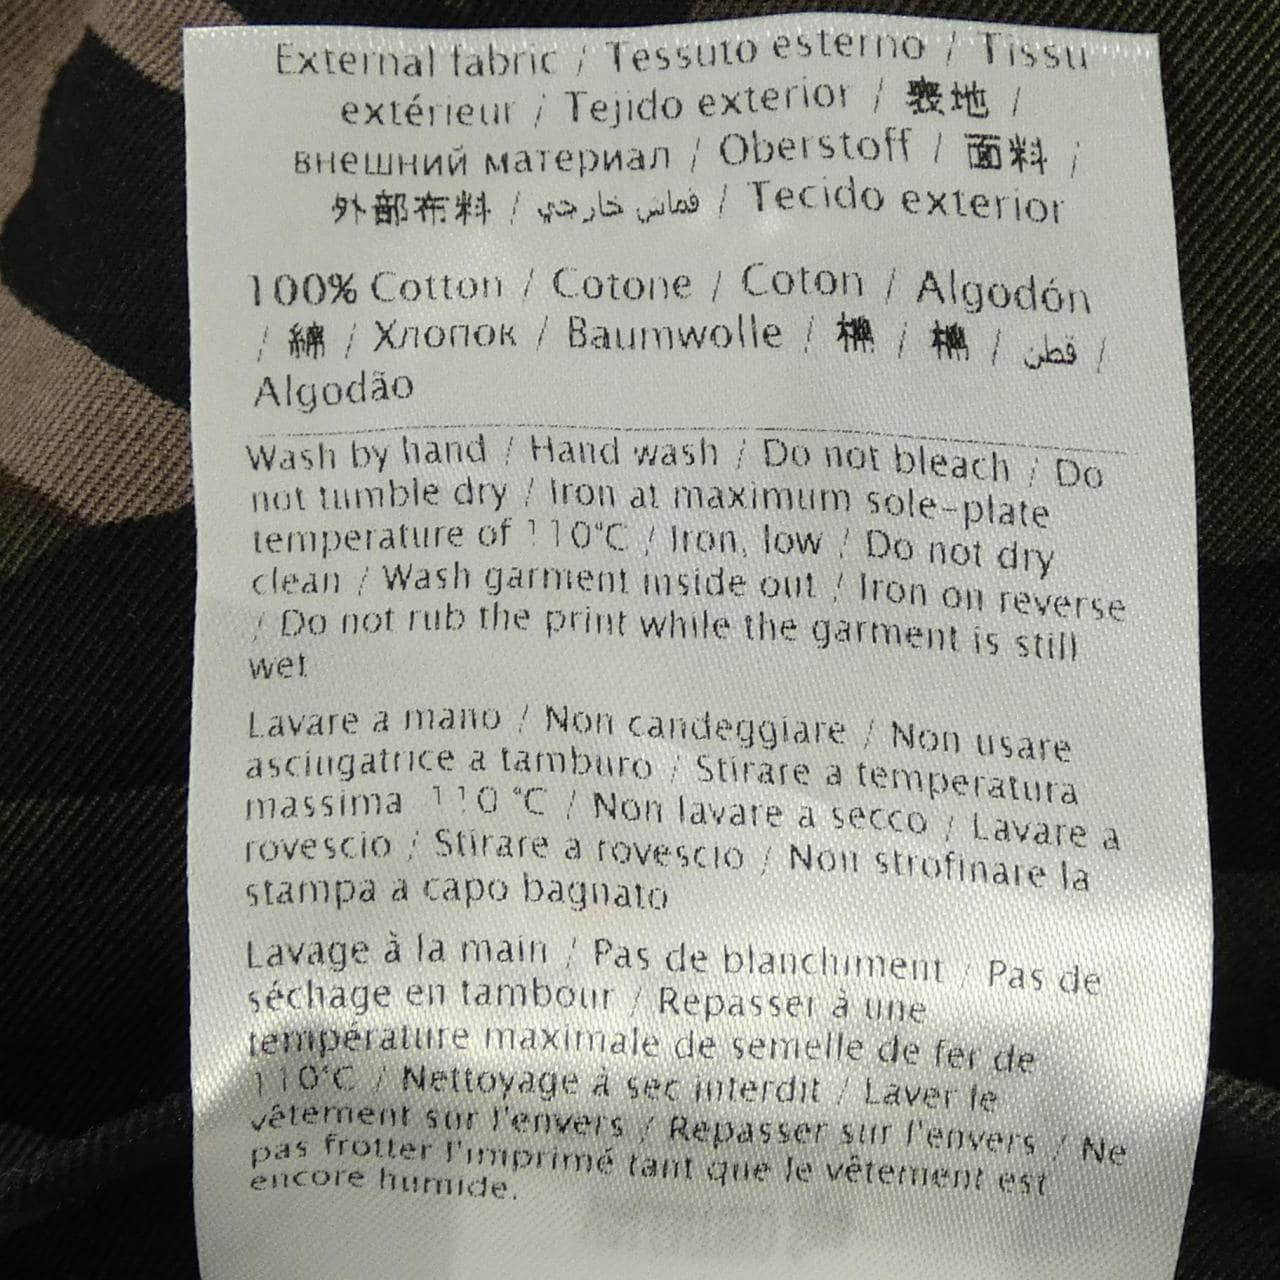 External fabric / Tessuto esterno / Tissu
extérieur / Tejido exterior / 表地 /
внешний материал / Oberstoff / 面料 /
外部布料 / قماش خارجي / Tecido exterior
100% Cotton / Cotone / Coton / Algodón
/ 綿 / Хлопок / Baumwolle / 棉 / 棉 / قطن /
Algodão
Wash by hand / Hand wash / Do not bleach / Do
not tumble dry / Iron at maximum sole-plate
temperature of 110°C / Iron, low / Do not dry
clean / Wash garment inside out / Iron on reverse
/ Do not rub the print while the garment is still
wet
Lavare a mano / Non candeggiare / Non usare
asciugatrice a tamburo / Stirare a temperatura
massima 110 °C / Non lavare a secco / Lavare a
rovescio / Stirare a rovescio / Non strofinare la
stampa a capo bagnato
Lavage à la main / Pas de blanchiment / Pas de
séchage en tambour / Repasser à une
température maximale de semelle de fer de
110°C / Nettoyage à sec interdit / Laver le
vêtement sur l'envers / Repasser sur l'envers / Ne
pas frotter l'imprimé tant que le vêtement est
encore humide.